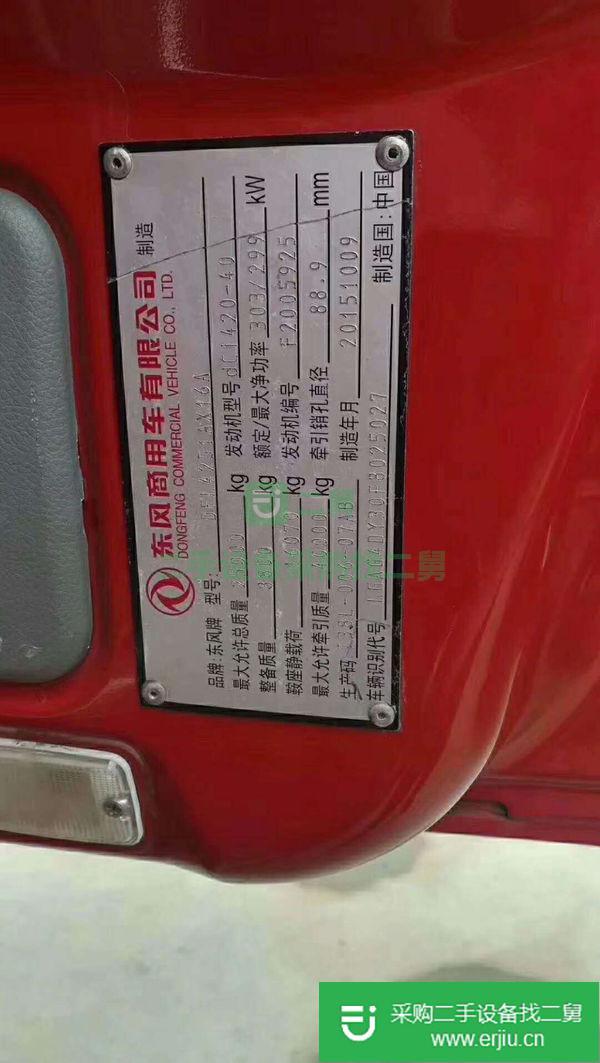 东风商用车有限公司 制造
DONGFENG COMMERCIAL VEHICLE CO., LTD.
品牌: 东风牌 型号:
发动机型号 dCi420-40
最大允许总质量 25000 kg
额定/最大净功率 303/299 kW
整备质量 kg
发动机编号 F2005925
鞍座静载荷 kg
牵引销孔直径 88.9 mm
最大允许牵引质量 40000 kg
制造年月 20151009
生产码
车辆识别代号
制造国: 中国
二舅
采购二手设备找二舅
www.erjiu.cn